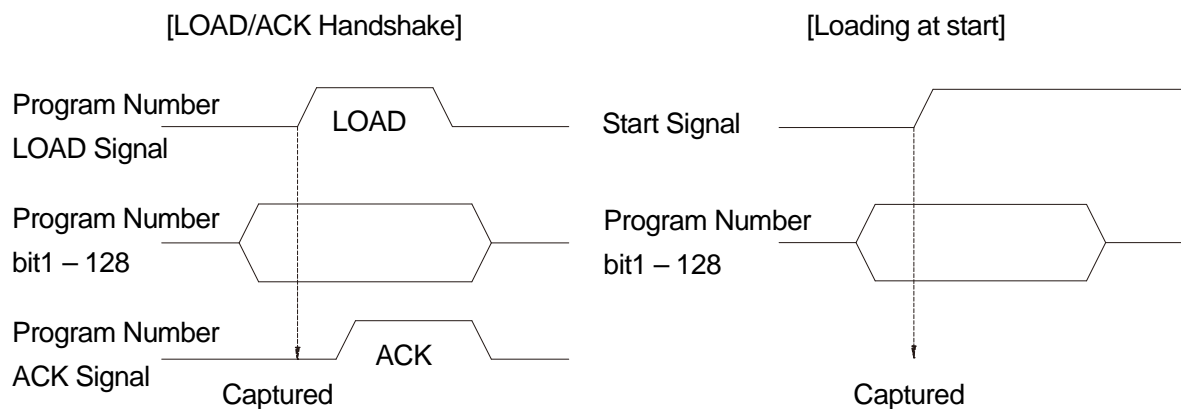 [LOAD/ACK Handshake]
Program Number
LOAD Signal
LOAD
Program Number
bit1 – 128
Program Number
ACK Signal
ACK
Captured
[Loading at start]
Start Signal
Program Number
bit1 – 128
Captured